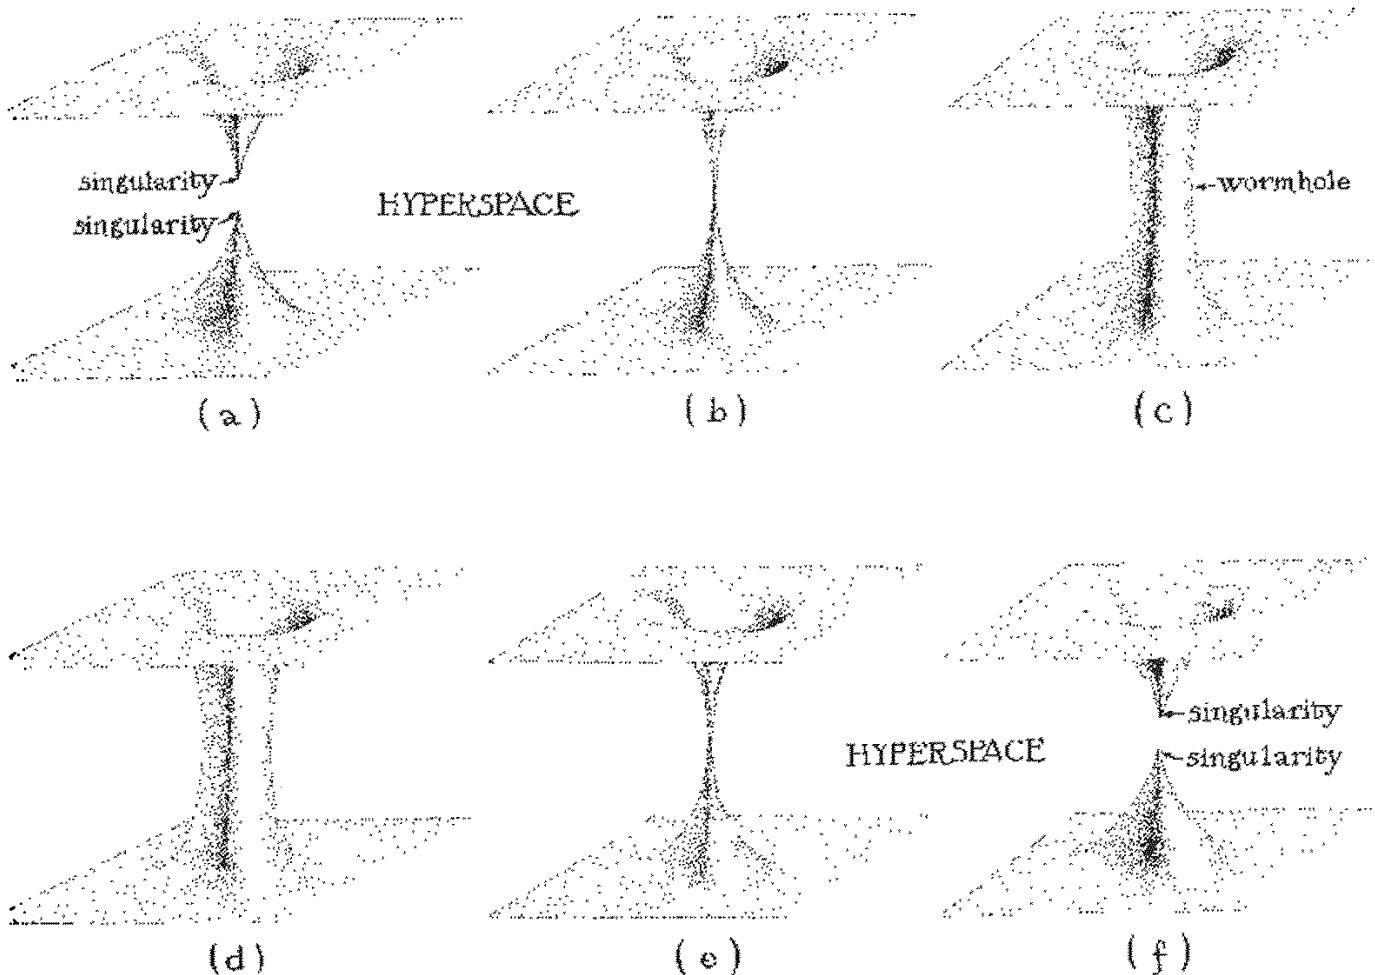 singularity
singularity
HYPERSPACE
wormhole
(a)
(b)
(c)
singularity
singularity
HYPERSPACE
(d)
(e)
(f)